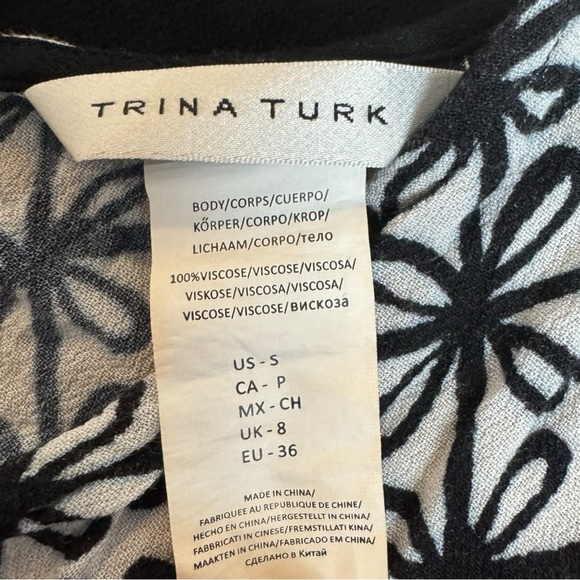 TRINA TURK
BODY/CORPS/CUERPO/
KŐRPER/CORPO/KROP/
LICHAAM/CORPO/тело
100%VISCOSE/VISCOSE/VISCOSA/
VISKOSE/VISCOSA/VISCOSA/
VISCOSE/VISCOSE/вискоза
US - S
CA - P
MX - CH
UK - 8
EU - 36
MADE IN CHINA/
FABRIQUEE AU REPUBLIQUE DE CHINE/
HECHO EN CHINA/HERGESTELLT IN CHINA/
FABBRICATI IN CINESE/FREMSTILLATI KINA/
MAAKTEN IN CHINA/FABRICADO EM CHINA/
СДЕЛАНО В Китай